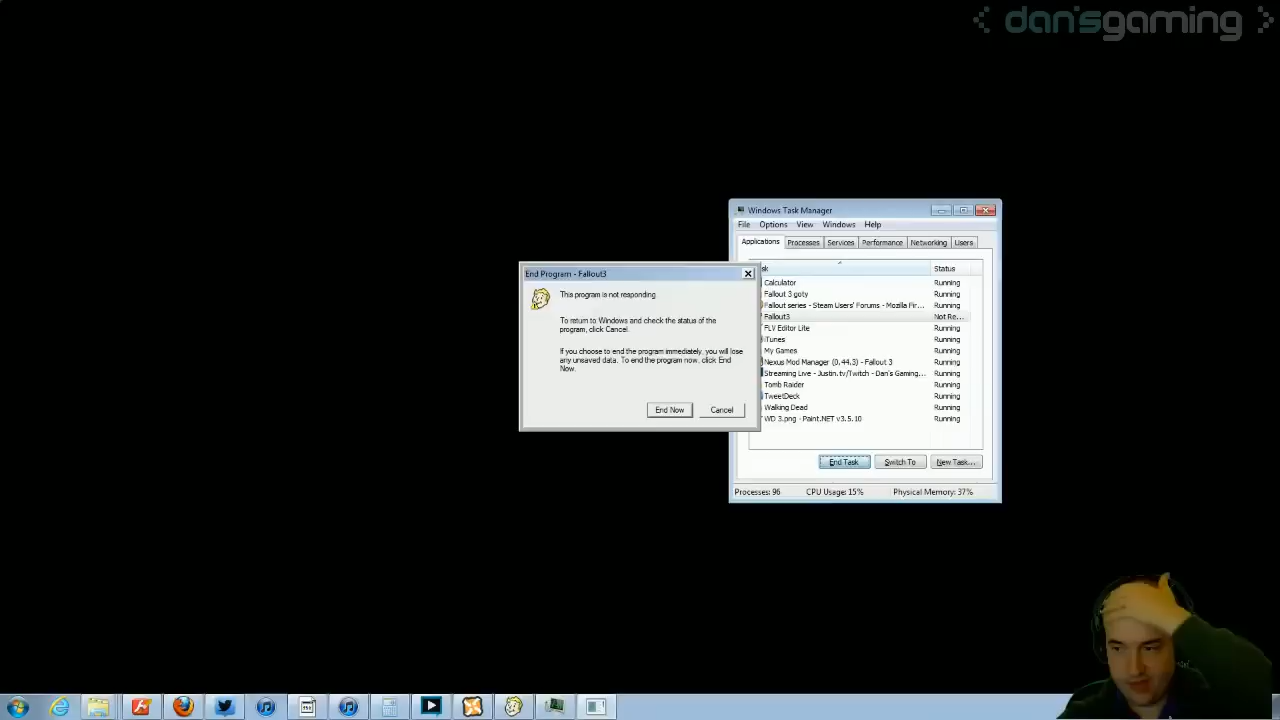 dan'sgaming
Windows Task Manager
File Options View Windows Help
Applications Processes Services Performance Networking Users
Status
Calculator Running
Fallout 3 goty Running
Fallout series - Steam Users' Forums - Mozilla Fir... Running
Fallout3 Not Re...
FLV Editor Lite Running
iTunes Running
My Games Running
Nexus Mod Manager (0.44.3) - Fallout 3 Running
Streaming Live - Justin.tv/Twitch - Dan's Gaming... Running
Tomb Raider Running
TweetDeck Running
Walking Dead Running
WD 3.png - Paint.NET v3.5.10 Running
End Task Switch To New Task...
Processes: 96 CPU Usage: 15% Physical Memory: 37%
End Program - Fallout3
This program is not responding.
To return to Windows and check the status of the
program, click Cancel.
If you choose to end the program immediately, you will lose
any unsaved data. To end the program now, click End
Now.
End Now Cancel